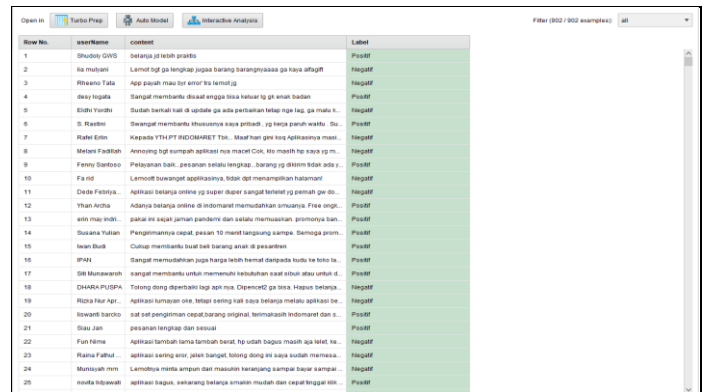 Open in Turbo Prep Auto Model Interactive Analysis Filter (902 / 902 examples): all
Row No. userName content Label
1 Shudoly GWS belanja jd lebih praktis Positif
2 lia mulyani Lemot bgt ga lengkap jugaa barang barangnyaaaa ga kaya alfagift Negatif
3 Rheeno Tata App payah mau byr error' trs lemot jg Negatif
4 desy logata Sangat membantu disaat engga bisa keluar lg gk enak badan Positif
5 Eldhi Yordhi Sudah berkali kali di update ga ada perbaikan tetap nge lag, ga malu k... Negatif
6 S. Rastini Swangat membantu khususnya saya pribadi , yg kerja paruh waktu . Su... Positif
7 Rafel Erlin Kepada YTH.PT INDOMARET Tbk.. Maaf'han gini koq Aplikasinya masi... Negatif
8 Melani Fadillah Annoying bgt sumpah aplikasi nya macet Cok, klo masih hp saya yg m... Negatif
9 Fenny Santoso Pelayanan baik.. pesanan selalu lengkap.. barang yg dikirim tidak ada y... Positif
10 Fa rid Lernoott buwanget applikasinya, tidak dpt menampilkan halaman! Negatif
11 Dede Febriya... Aplikasi belanja online yg super duper sangat terlelet yg pernah gw do... Negatif
12 Yhan Archa Adanya belanja online di indomaret memudahkan smuanya. Free ongk... Positif
13 erin may indri... pakai ini sejak jaman pandemi dan selalu memuaskan. promonya ban... Positif
14 Susana Yulian Pengirimannya cepat, pesan 10 menit langsung sampe. Semoga prom... Positif
15 Iwan Budi Cukup membantu buat beli barang anak di pesantren Positif
16 IPAN Sangat memudahkan juga harga lebih hemat daripada kudu ke toko la... Positif
17 Siti Munawaroh sangat membantu untuk memenuhi kebutuhan saat sibuk atau untuk d... Positif
18 DHARA PUSPA Tolong dong diperbaiki lagi apk nya. Dipencet2 ga bisa. Hapus belanja... Negatif
19 Rizka Nur Apr... Aplikasi lumayan oke, tetapi sering kali saya belanja melalu aplikasi be... Negatif
20 liswanti barcko sat set pengiriman cepat,barang original, terimakasih Indomaret dan s... Positif
21 Siau Jan pesanan lengkap dan sesuai Positif
22 Fun Nime Aplikasi tambah lama tambah berat, hp udah bagus masih aja lelet, ke... Negatif
23 Raina Fathul ... aplikasi sering eror, jelek banget, tolong dong ini saya sudah memesa... Negatif
24 Munisyah mm Lemotnya minta ampun dari masukin keranjang sampai bayar sampai ... Negatif
25 novita lidyawati aplikasi bagus, sekarang belanja smakin mudah dan cepat tinggal klik ... Positif